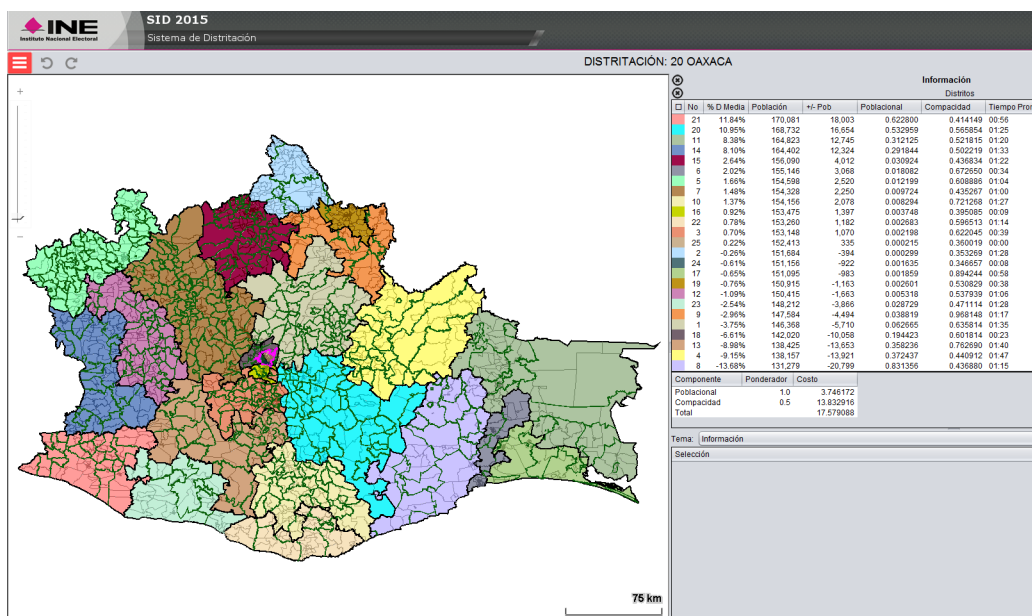 INE
Instituto Nacional Electoral
SID 2015
Sistema de Distritación
DISTRITACIÓN: 20 OAXACA
Información
Distritos
No % D Media Población +/- Pob Poblacional Compacidad Tiempo Pro
21 11.84% 170,081 18,003 0.622800 0.414149 00:56
20 10.95% 168,732 16,654 0.532959 0.565854 01:25
11 8.38% 164,823 12,745 0.312125 0.521815 01:20
14 8.10% 164,402 12,324 0.291844 0.502219 01:33
15 2.64% 156,090 4,012 0.030924 0.436834 01:22
6 2.02% 155,146 3,068 0.018082 0.672650 00:34
5 1.66% 154,598 2,520 0.012199 0.608886 01:04
7 1.48% 154,328 2,250 0.009724 0.435267 01:00
10 1.37% 154,156 2,078 0.008294 0.721268 01:27
16 0.92% 153,475 1,397 0.003748 0.395085 00:09
22 0.78% 153,260 1,182 0.002683 0.596513 01:14
3 0.70% 153,148 1,070 0.002198 0.622045 00:39
25 0.22% 152,413 335 0.000215 0.360019 00:00
2 -0.26% 151,684 -394 0.000299 0.353269 01:28
24 -0.61% 151,156 -922 0.001635 0.346657 00:08
17 -0.65% 151,095 -983 0.001859 0.894244 00:58
19 -0.76% 150,915 -1,163 0.002601 0.530829 00:38
12 -1.09% 150,415 -1,663 0.005318 0.537939 01:06
23 -2.54% 148,212 -3,866 0.028729 0.471114 01:28
9 -2.96% 147,584 -4,494 0.038819 0.968148 01:17
1 -3.75% 146,368 -5,710 0.062665 0.635814 01:35
18 -6.61% 142,020 -10,058 0.194423 0.601814 00:23
13 -8.98% 138,425 -13,653 0.358236 0.762690 01:40
4 -9.15% 138,157 -13,921 0.372437 0.440912 01:47
8 -13.68% 131,279 -20,799 0.831356 0.436880 01:15
Componente Ponderador Costo
Poblacional 1.0 3.746172
Compacidad 0.5 13.832916
Total 17.579088
Tema: Información
Selección
75 km